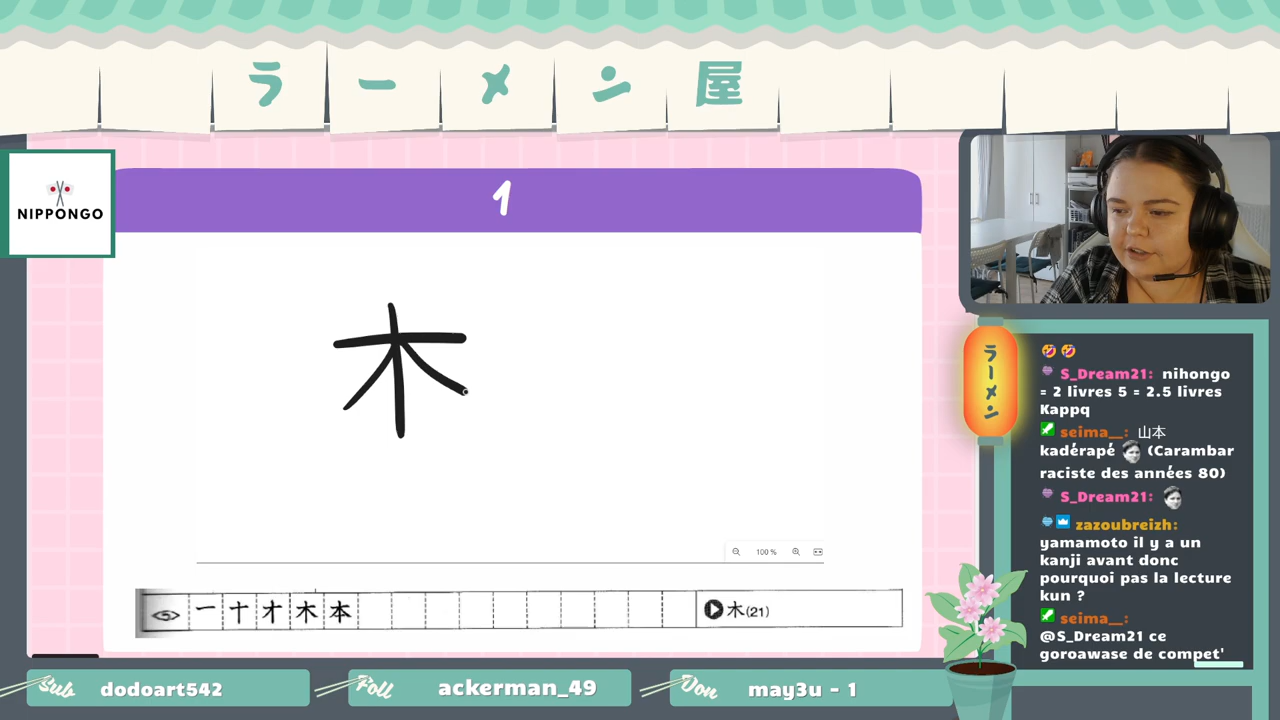 ラーメン屋
NIPPONGO
1
木
100 %
5 一 十 才 木 本
木(21)
ラーメン
S_Dream21: nihongo
= 2 livres 5 = 2.5 livres
Kappq
seima__: 山本
kadérapé (Carambar
raciste des années 80)
S_Dream21:
zazoubreizh:
yamamoto il y a un
kanji avant donc
pourquoi pas la lecture
kun ?
seima__:
@S_Dream21 ce
goroawase de compet'
Sub dodoart542
Foll ackerman_49
Don may3u - 1